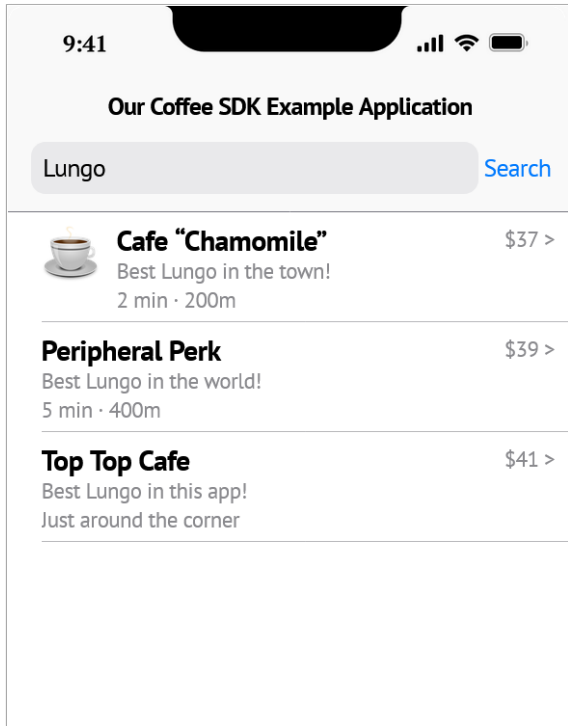 9:41
Our Coffee SDK Example Application
Lungo
Search
Cafe “Chamomile”
$37 >
Best Lungo in the town!
2 min · 200m
Peripheral Perk
$39 >
Best Lungo in the world!
5 min · 400m
Top Top Cafe
$41 >
Best Lungo in this app!
Just around the corner